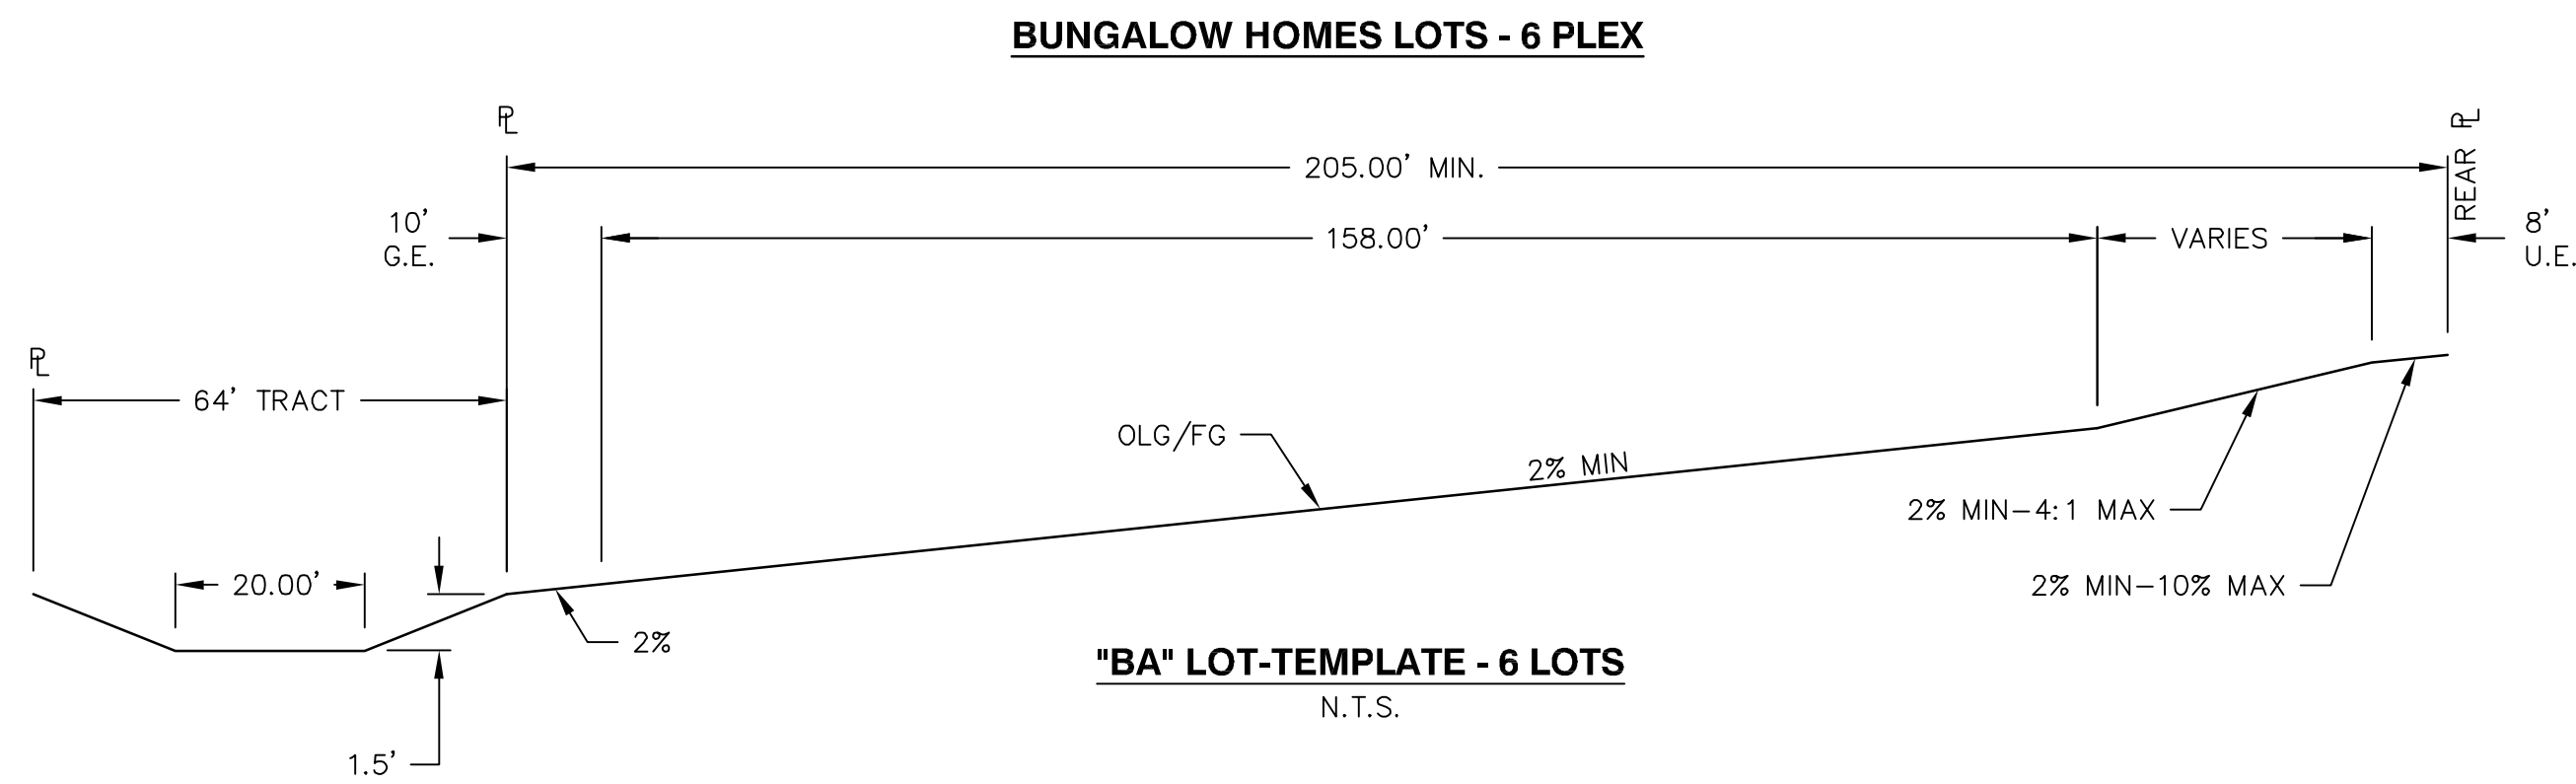 BUNGALOW HOMES LOTS - 6 PLEX
PL
REAR PL
205.00' MIN.
10'
G.E.
158.00'
VARIES
8'
U.E.
PL
64' TRACT
OLG/FG
2% MIN
2% MIN-4:1 MAX
20.00'
2% MIN-10% MAX
2%
"BA" LOT-TEMPLATE - 6 LOTS
N.T.S.
1.5'